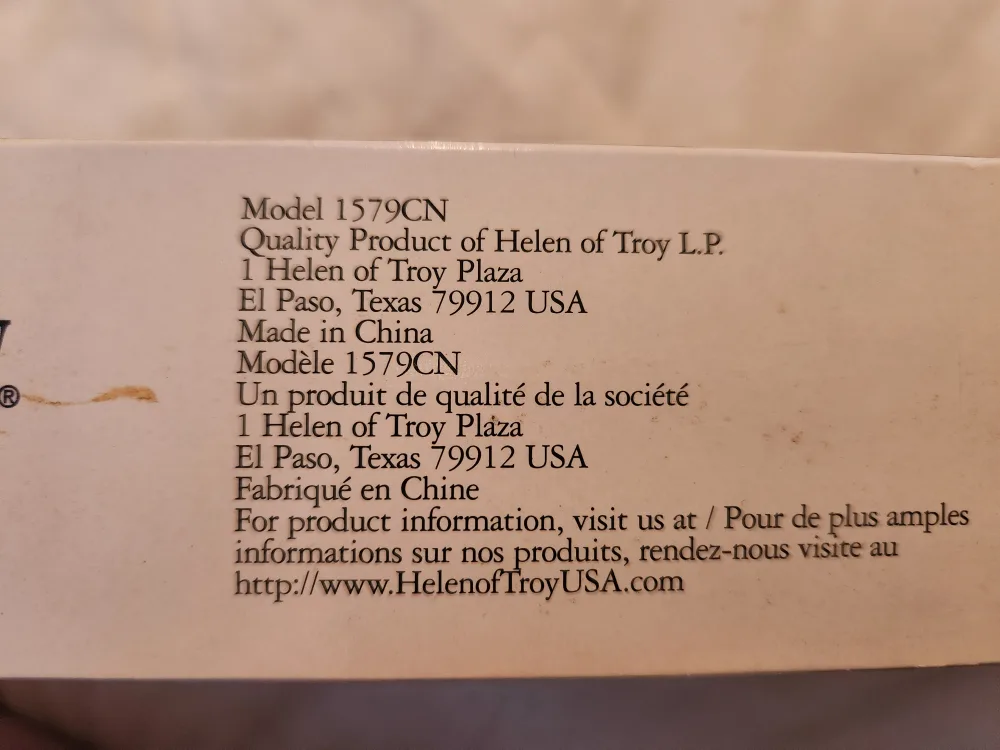 Model 1579CN
Quality Product of Helen of Troy L.P.
1 Helen of Troy Plaza
El Paso, Texas 79912 USA
Made in China
Modèle 1579CN
Un produit de qualité de la société
1 Helen of Troy Plaza
El Paso, Texas 79912 USA
Fabriqué en Chine
For product information, visit us at / Pour de plus amples
informations sur nos produits, rendez-nous visite au
http://www.HelenofTroyUSA.com
®